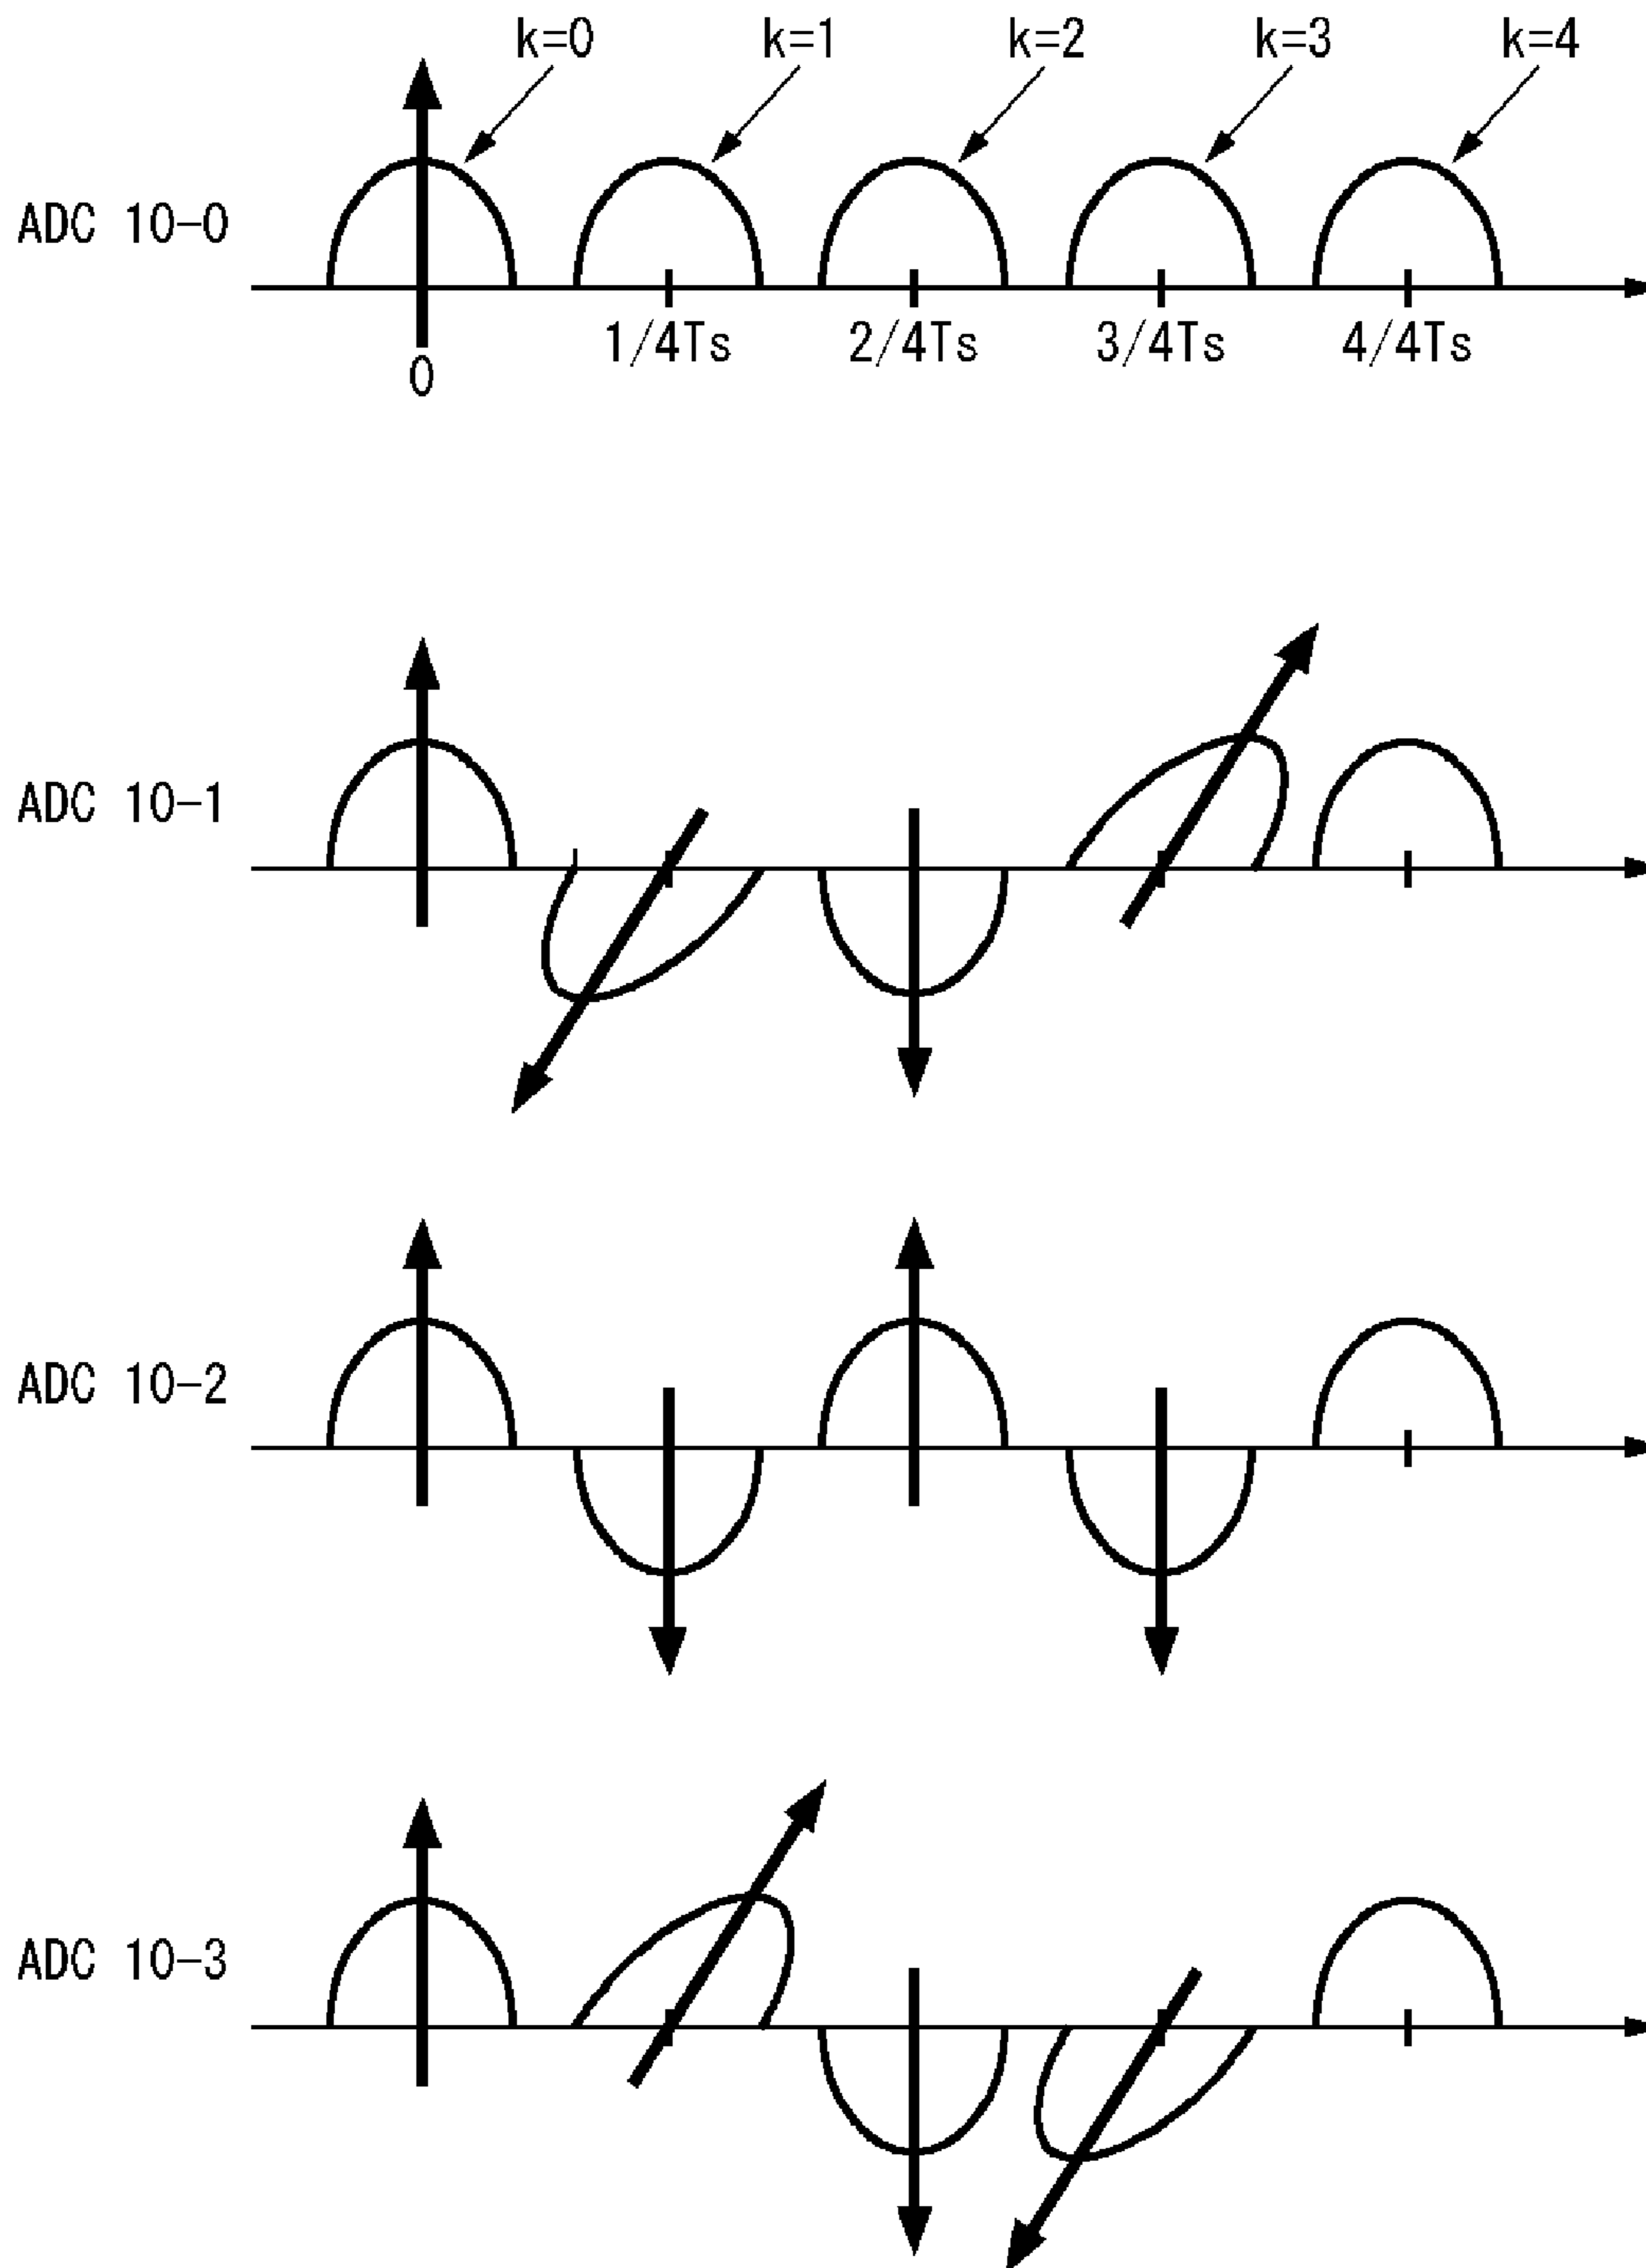 k=0 k=1 k=2 k=3 k=4
ADC 10-0
1/4Ts 2/4Ts 3/4Ts 4/4Ts
0
ADC 10-1
ADC 10-2
ADC 10-3